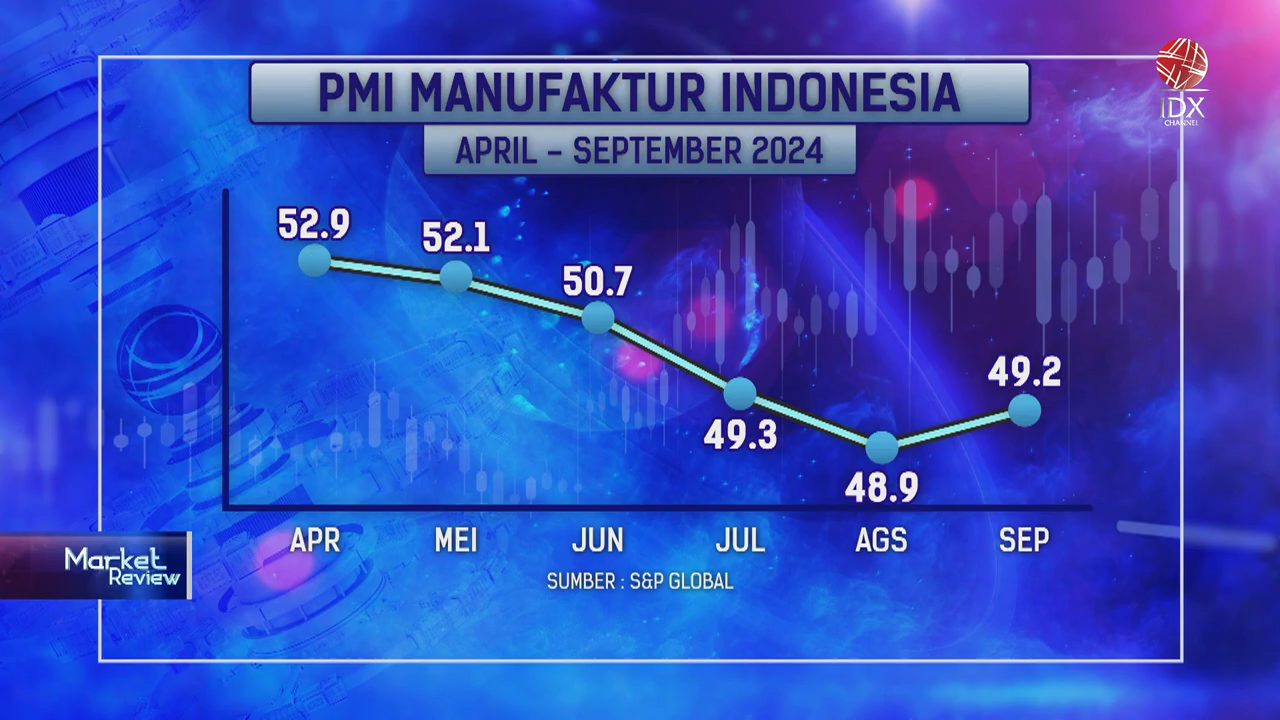 PMI MANUFAKTUR INDONESIA
APRIL – SEPTEMBER 2024
IDX
CHANNEL
52.9
52.1
50.7
49.3
48.9
49.2
APR MEI JUN JUL AGS SEP
SUMBER : S&P GLOBAL
Market
Review